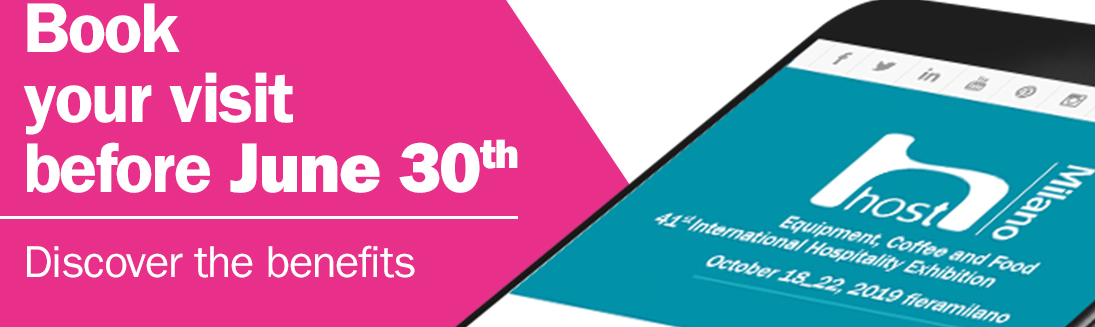 Book
your visit
before June 30th
Discover the benefits
host
Milano
Equipment, Coffee and Food
41st International Hospitality Exhibition
October 18_22, 2019 fieramilano